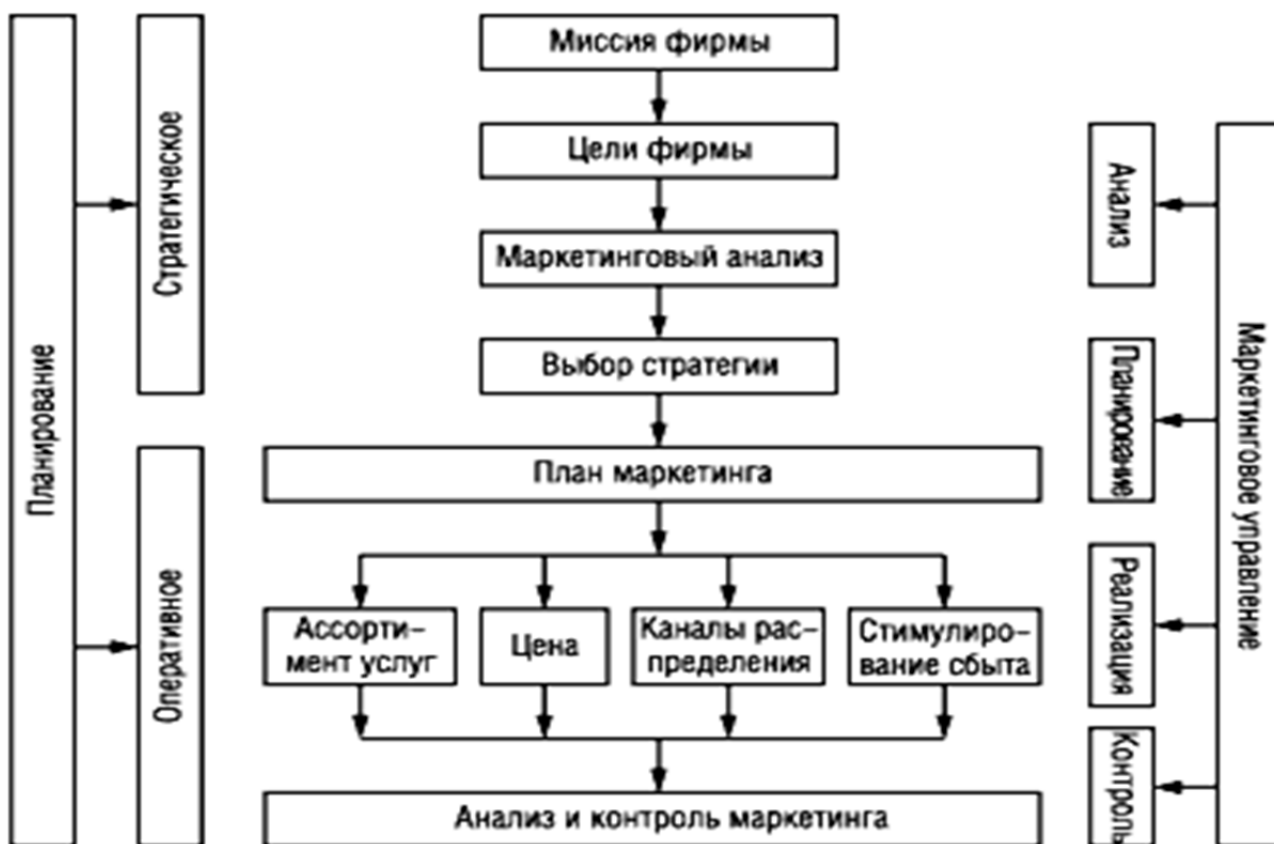 Планирование
Стратегическое
Оперативное
Миссия фирмы
Цели фирмы
Маркетинговый анализ
Выбор стратегии
План маркетинга
Ассорти-
мент услуг
Цена
Каналы рас-
пределения
Стимулиро-
вание сбыта
Анализ и контроль маркетинга
Анализ
Планирование
Реализация
Контроль
Маркетинговое управление